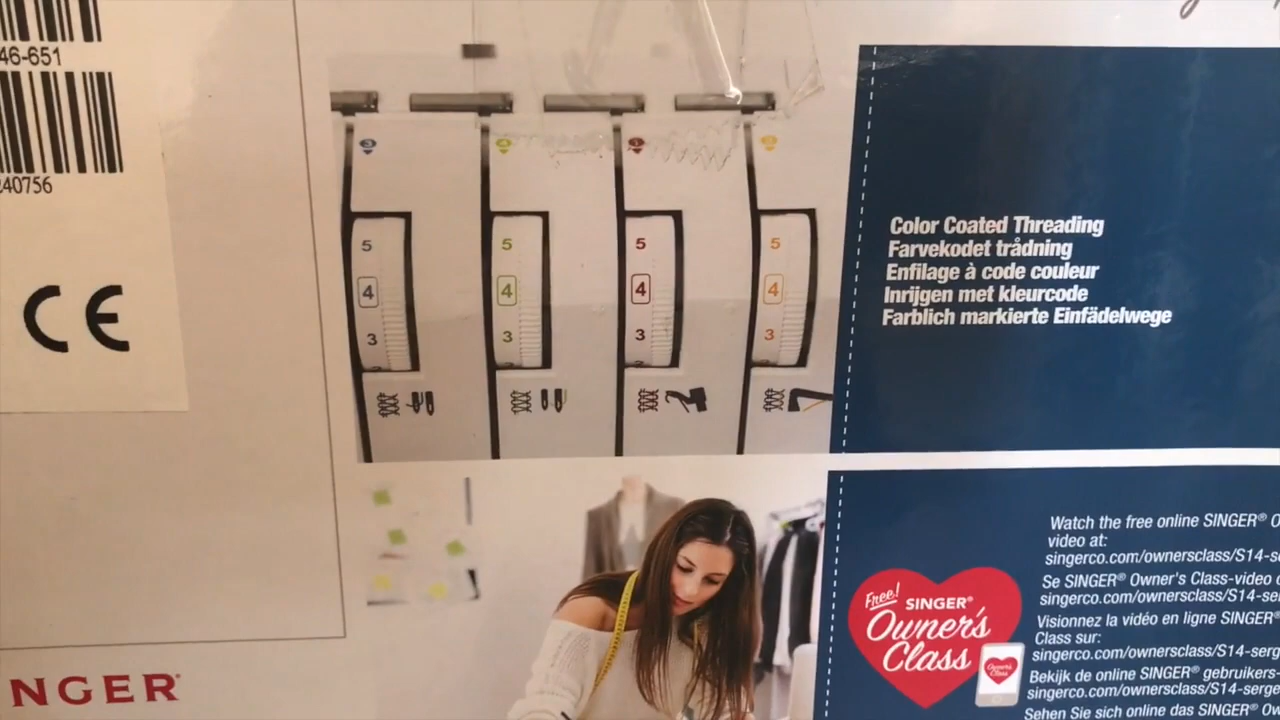 46-651
240756
CE
5
4
3
5
4
3
5
4
3
5
4
3
Color Coated Threading
Farvekodet trådning
Enfilage à code couleur
Inrijgen met kleurcode
Farblich markierte Einfädelwege
Free!
SINGER®
Owner's
Class
Owner's
Class
Watch the free online SINGER®
video at:
singerco.com/ownersclass/S14-
Se SINGER® Owner's Class-video
singerco.com/ownersclass/S14-
Visionnez la vidéo en ligne SINGER®
Class sur:
singerco.com/ownersclass/S14-serg
Bekijk de online SINGER® gebruikers-
singerco.com/ownersclass/S14-serge
Sehen Sie sich online das SINGER® Ow
NGER®